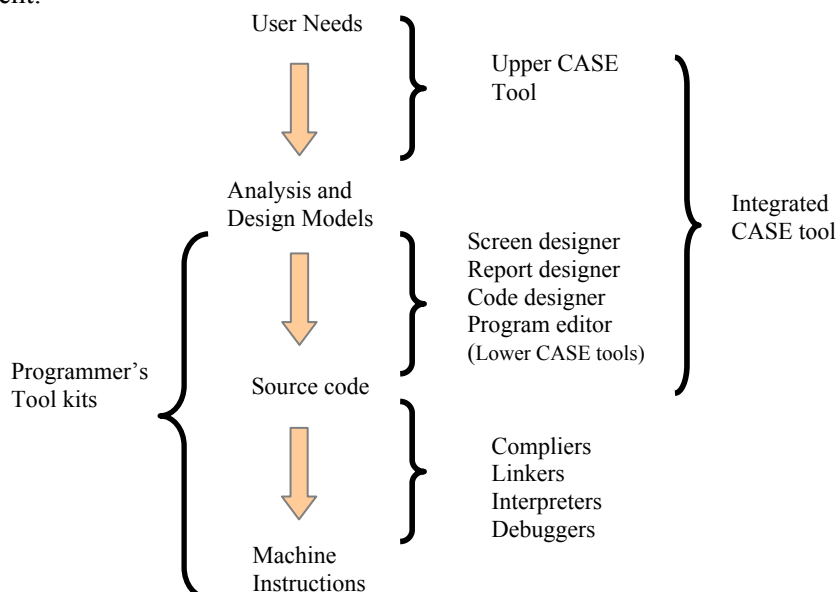 User Needs
Upper CASE
Tool
Analysis and
Design Models
Integrated
CASE tool
Screen designer
Report designer
Code designer
Program editor
(Lower CASE tools)
Programmer’s
Tool kits
Source code
Compliers
Linkers
Interpreters
Debuggers
Machine
Instructions